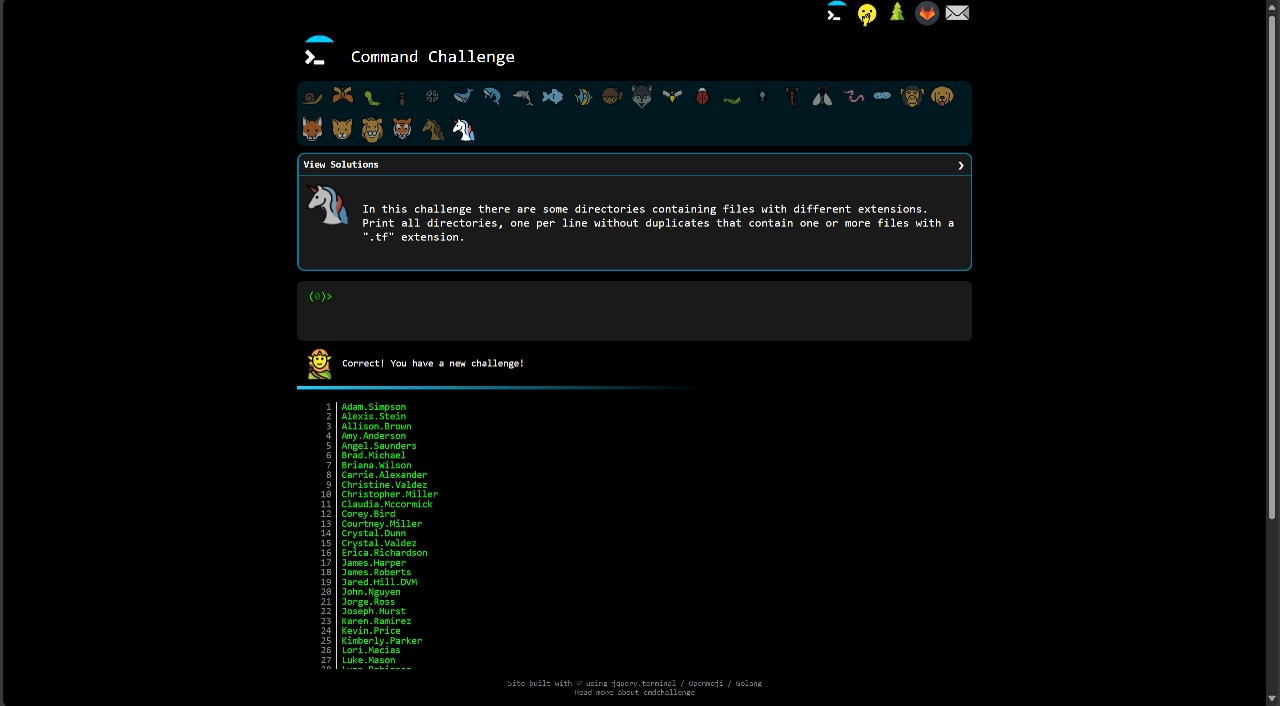 Command Challenge
View Solutions
In this challenge there are some directories containing files with different extensions.
Print all directories, one per line without duplicates that contain one or more files with a
".tf" extension.
(0)>
Correct! You have a new challenge!
1 Adam.Simpson
2 Alexis.Stein
3 Allison.Brown
4 Amy.Anderson
5 Angel.Saunders
6 Brad.Michael
7 Briana.Wilson
8 Carrie.Alexander
9 Christine.Valdez
10 Christopher.Miller
11 Claudia.Mccormick
12 Corey.Bird
13 Courtney.Miller
14 Crystal.Dunn
15 Crystal.Valdez
16 Erica.Richardson
17 James.Harper
18 James.Roberts
19 Jared.Hill.DVM
20 John.Nguyen
21 Jorge.Ross
22 Joseph.Hurst
23 Karen.Ramirez
24 Kevin.Price
25 Kimberly.Parker
26 Lori.Macias
27 Luke.Mason
Site built with ♡ using jquery.terminal / Openmoji / Golang
Read more about cmdchallenge